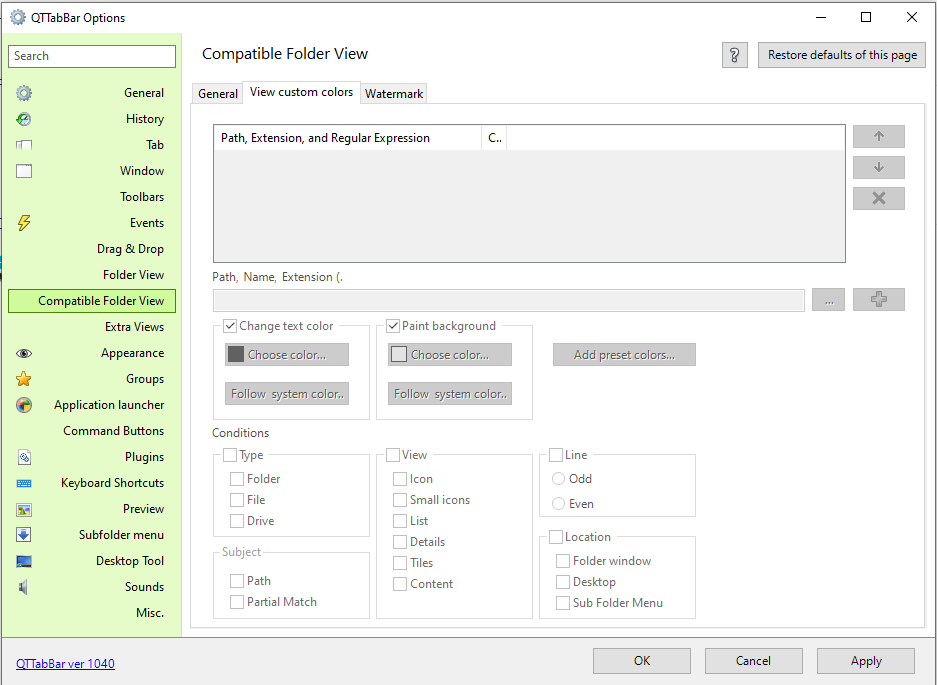 QTTabBar Options
Search
General
History
Tab
Window
Toolbars
Events
Drag & Drop
Folder View
Compatible Folder View
Extra Views
Appearance
Groups
Application launcher
Command Buttons
Plugins
Keyboard Shortcuts
Preview
Subfolder menu
Desktop Tool
Sounds
Misc.
Compatible Folder View
?
Restore defaults of this page
General View custom colors Watermark
Path, Extension, and Regular Expression C..
Path, Name, Extension (.
...
Change text color
Choose color...
Follow system color..
Paint background
Choose color...
Follow system color..
Add preset colors...
Conditions
Type
Folder
File
Drive
Subject
Path
Partial Match
View
Icon
Small icons
List
Details
Tiles
Content
Line
Odd
Even
Location
Folder window
Desktop
Sub Folder Menu
QTTabBar ver 1040
OK Cancel Apply